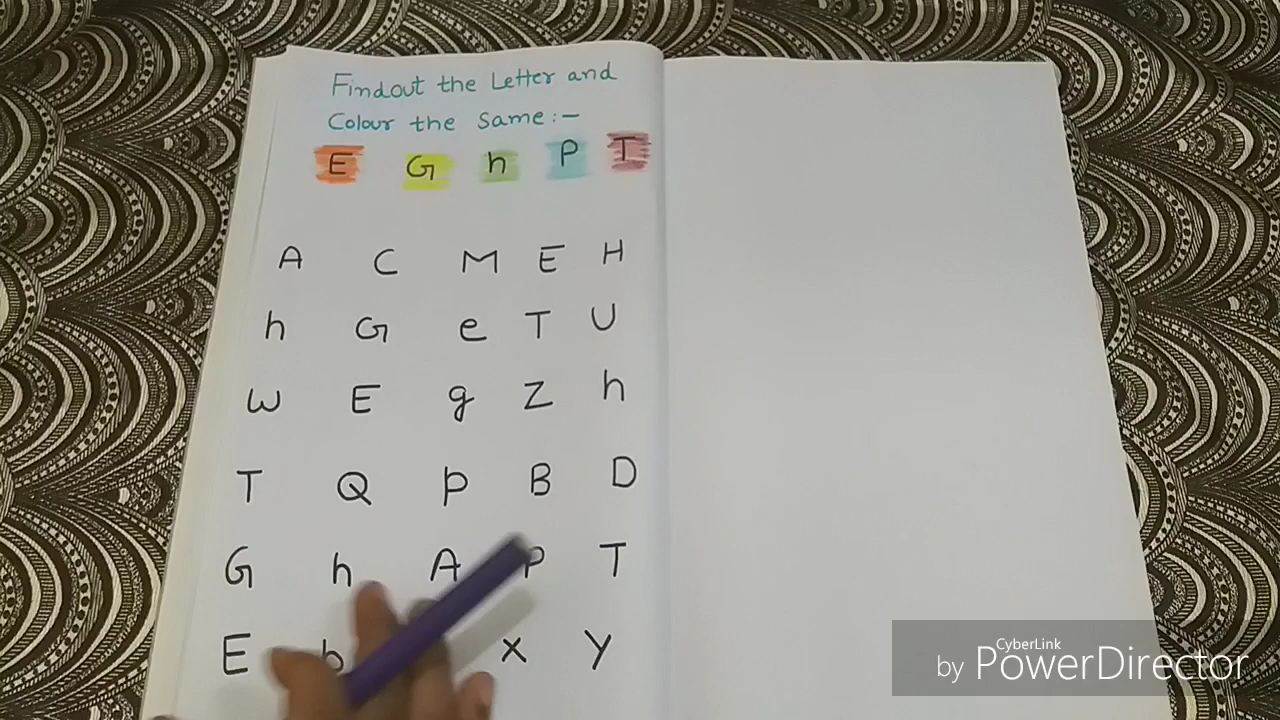 Findout the Letter and
Colour the Same:-
E G h P T
A C M E H
h G e T U
W E g Z h
T Q p B D
G h A P T
E b X Y
CyberLink
by PowerDirector